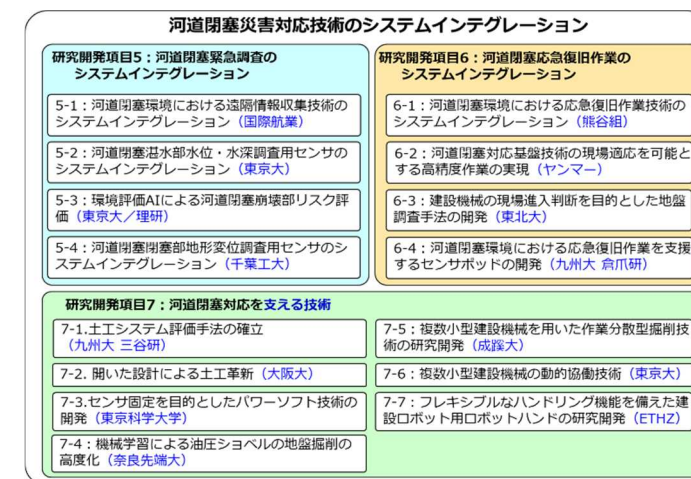 河道閉塞災害対応技術のシステムインテグレーション
研究開発項目5：河道閉塞緊急調査の
システムインテグレーション
5-1：河道閉塞環境における遠隔情報収集技術の
システムインテグレーション（国際航業）
5-2：河道閉塞湛水部水位・水深調査用センサの
システムインテグレーション（東京大）
5-3：環境評価AIによる河道閉塞崩壊部リスク評
価（東京大／理研）
5-4：河道閉塞閉塞部地形変位調査用センサのシ
ステムインテグレーション（千葉工大）
研究開発項目6：河道閉塞応急復旧作業の
システムインテグレーション
6-1：河道閉塞環境における応急復旧作業技術の
システムインテグレーション（熊谷組）
6-2：河道閉塞対応基盤技術の現場適応を可能と
する高精度作業の実現（ヤンマー）
6-3：建設機械の現場進入判断を目的とした地盤
調査手法の開発（東北大）
6-4：河道閉塞環境における応急復旧作業を支援
するセンサポッドの開発（九州大 倉爪研）
研究開発項目7：河道閉塞対応を支える技術
7-1.土工システム評価手法の確立
（九州大 三谷研）
7-2. 開いた設計による土工革新（大阪大）
7-3.センサ固定を目的としたパワーソフト技術の
開発（東京科学大学）
7-4：機械学習による油圧ショベルの地盤掘削の
高度化（奈良先端大）
7-5：複数小型建設機械を用いた作業分散型掘削技
術の研究開発（成蹊大）
7-6：複数小型建設機械の動的協働技術（東京大）
7-7：フレキシブルなハンドリング機能を備えた建
設ロボット用ロボットハンドの研究開発（ETHZ）